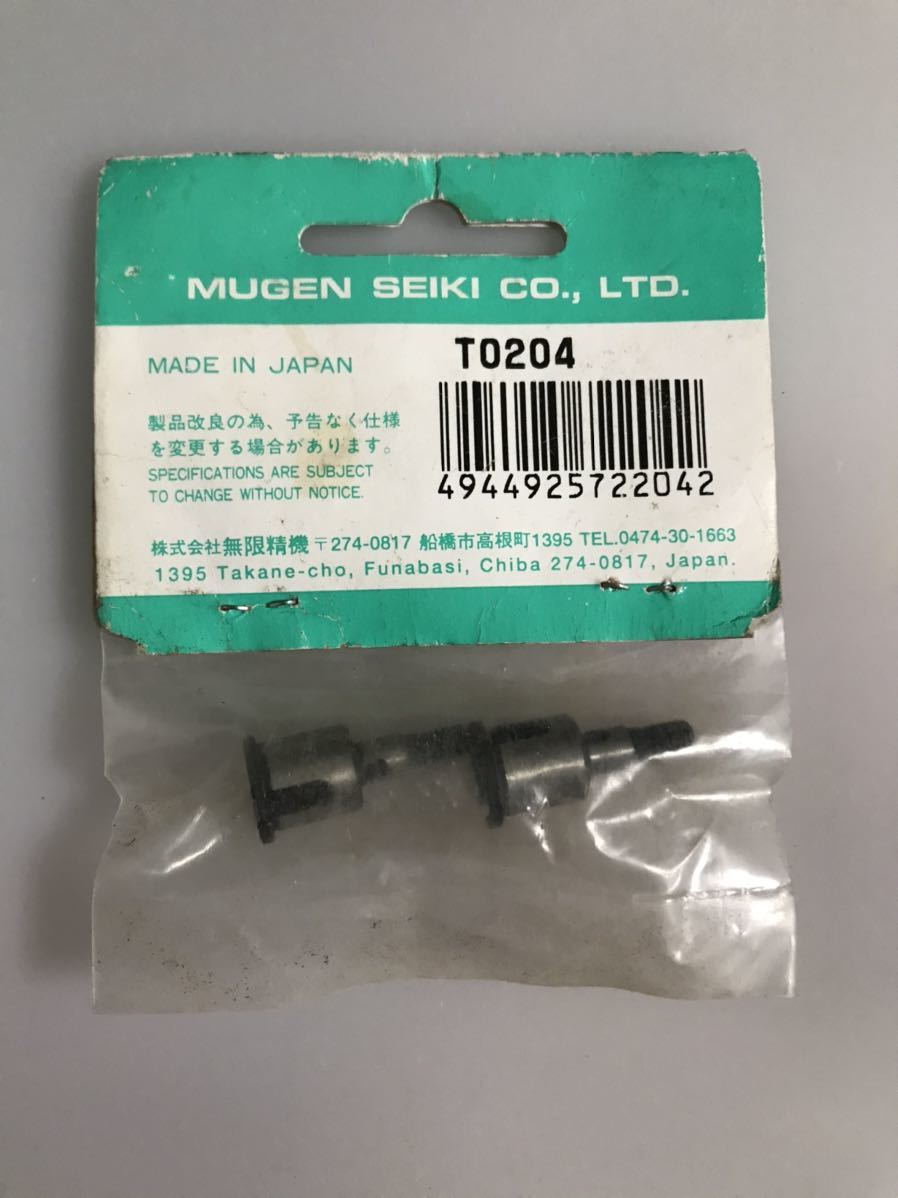 MUGEN SEIKI CO., LTD.
MADE IN JAPAN
T0204
4944925722042
製品改良の為、予告なく仕様
を変更する場合があります。
SPECIFICATIONS ARE SUBJECT
TO CHANGE WITHOUT NOTICE.
株式会社無限精機 〒274-0817 船橋市高根町1395 TEL.0474-30-1663
1395 Takane-cho, Funabasi, Chiba 274-0817, Japan.